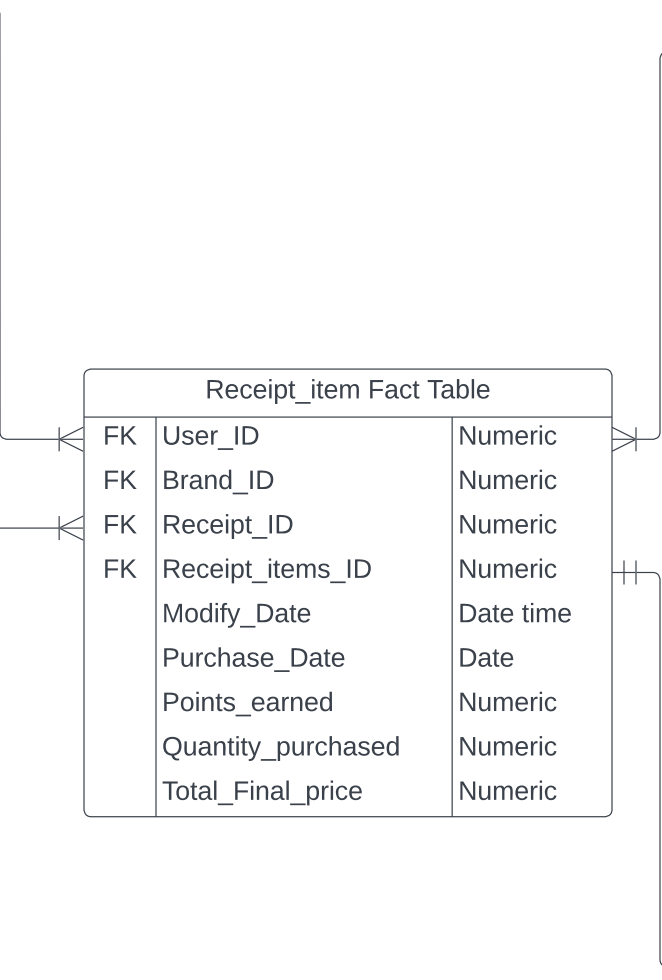 Receipt_item Fact Table
FK User_ID Numeric
FK Brand_ID Numeric
FK Receipt_ID Numeric
FK Receipt_items_ID Numeric
Modify_Date Date time
Purchase_Date Date
Points_earned Numeric
Quantity_purchased Numeric
Total_Final_price Numeric